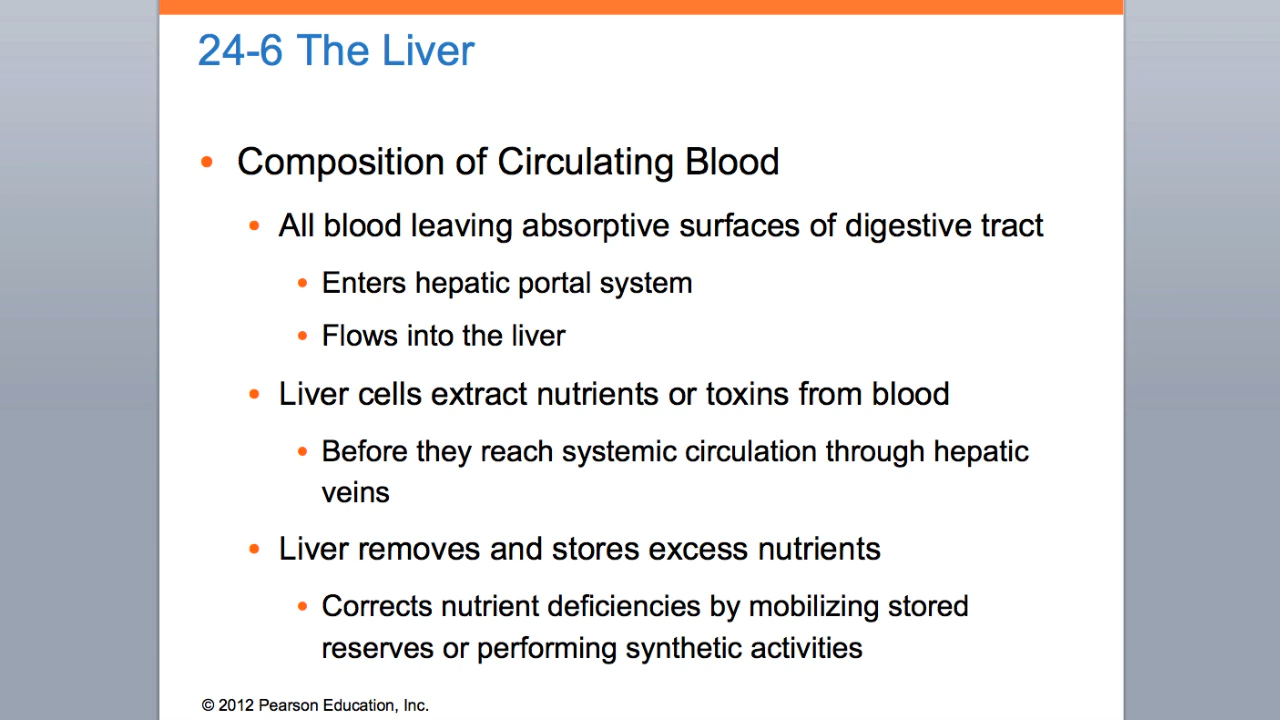 24-6 The Liver
• Composition of Circulating Blood
• All blood leaving absorptive surfaces of digestive tract
• Enters hepatic portal system
• Flows into the liver
• Liver cells extract nutrients or toxins from blood
• Before they reach systemic circulation through hepatic
veins
• Liver removes and stores excess nutrients
• Corrects nutrient deficiencies by mobilizing stored
reserves or performing synthetic activities
© 2012 Pearson Education, Inc.